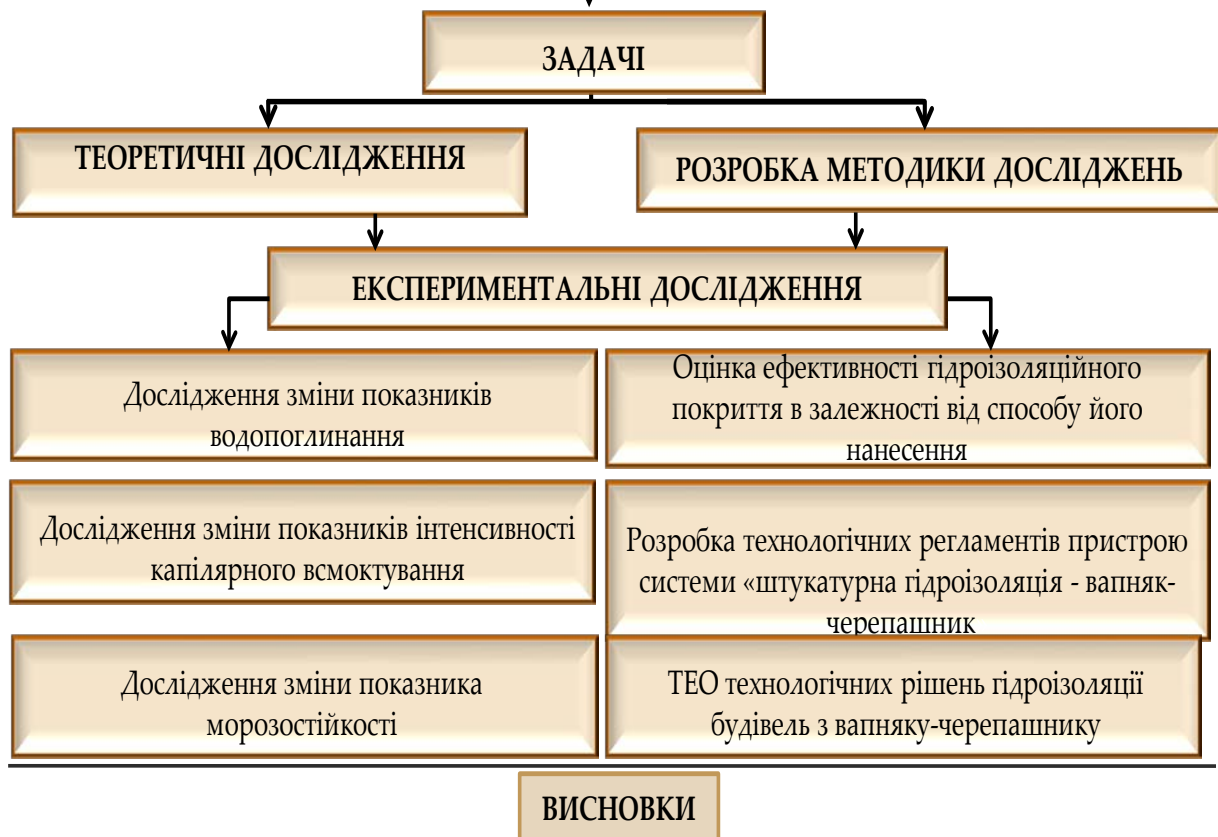 ЗАДАЧІ
ТЕОРЕТИЧНІ ДОСЛІДЖЕННЯ
РОЗРОБКА МЕТОДИКИ ДОСЛІДЖЕНЬ
ЕКСПЕРИМЕНТАЛЬНІ ДОСЛІДЖЕННЯ
Дослідження зміни показників
водопоглинання
Оцінка ефективності гідроізоляційного
покриття в залежності від способу його
нанесення
Дослідження зміни показників інтенсивності
капілярного всмоктування
Розробка технологічних регламентів пристрою
системи «штукатурна гідроізоляція - вапняк-
черепашник
Дослідження зміни показника
морозостійкості
ТЕО технологічних рішень гідроізоляції
будівель з вапняку-черепашнику
ВИСНОВКИ